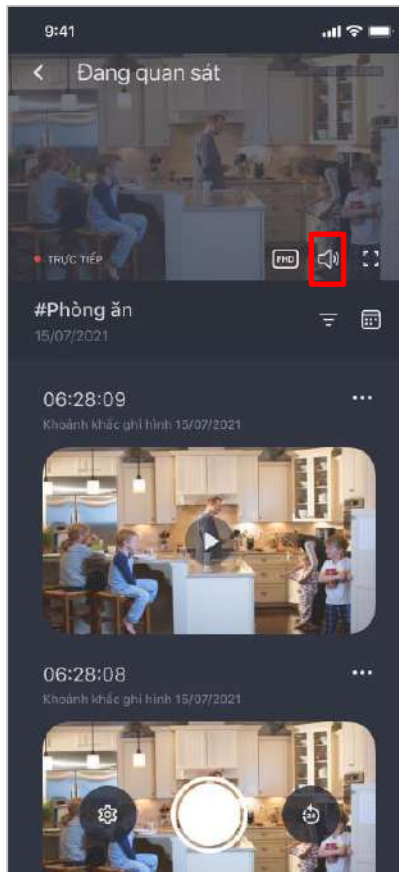 9:41
Đang quan sát
TRỰC TIẾP
FHD
#Phòng ăn
15/07/2021
06:28:09
Khoảnh khắc ghi hình 15/07/2021
06:28:08
Khoảnh khắc ghi hình 15/07/2021
24